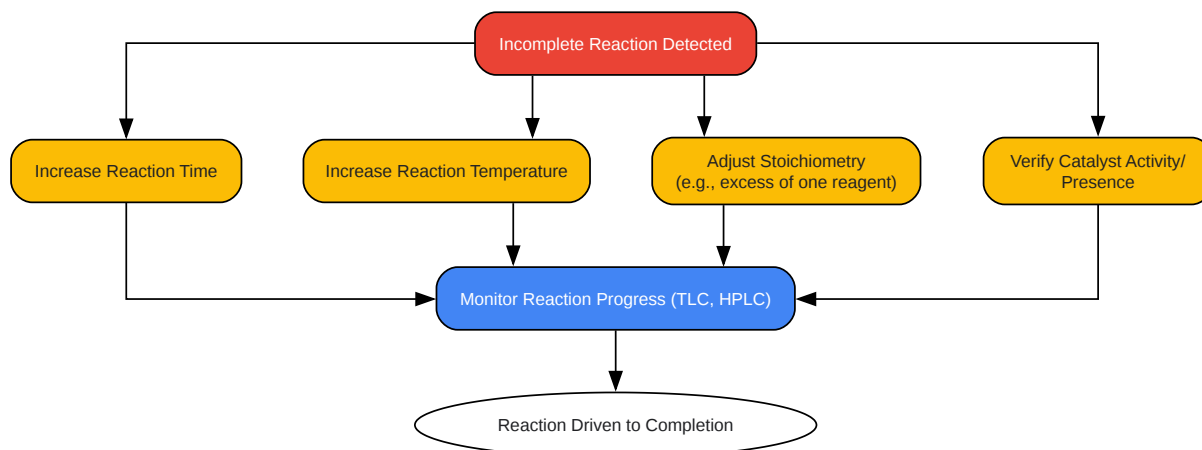 Incomplete Reaction Detected
Increase Reaction Time
Increase Reaction Temperature
Adjust Stoichiometry
(e.g., excess of one reagent)
Verify Catalyst Activity/
Presence
Monitor Reaction Progress (TLC, HPLC)
Reaction Driven to Completion